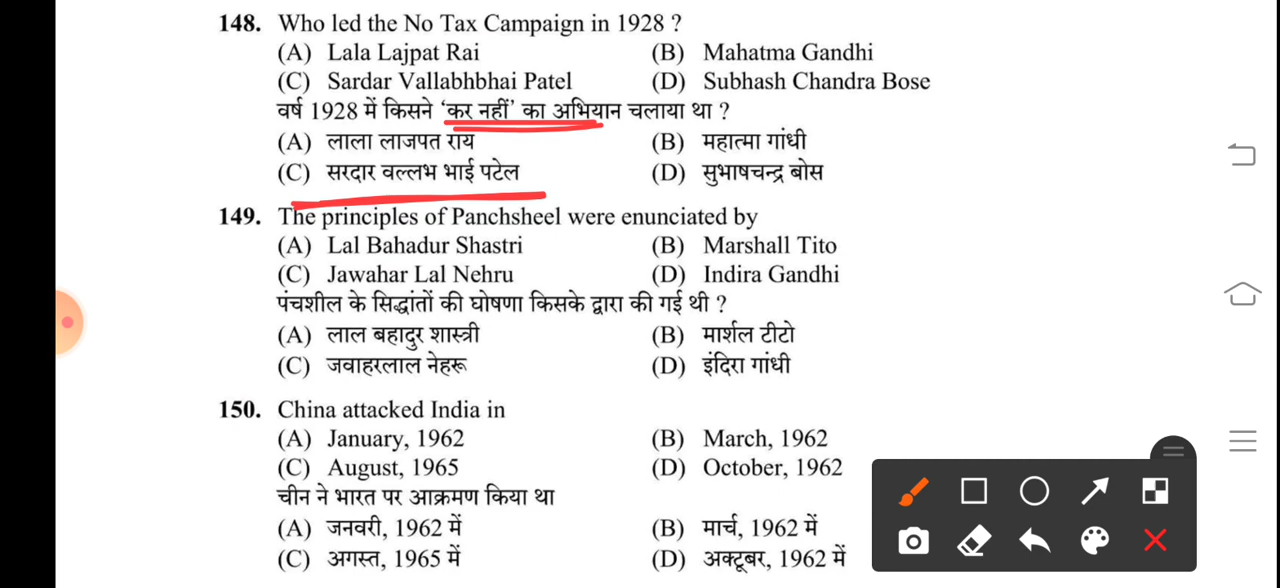 148. Who led the No Tax Campaign in 1928 ?
(A) Lala Lajpat Rai (B) Mahatma Gandhi
(C) Sardar Vallabhbhai Patel (D) Subhash Chandra Bose
वर्ष 1928 में किसने ‘कर नहीं’ का अभियान चलाया था ?
(A) लाला लाजपत राय (B) महात्मा गांधी
(C) सरदार वल्लभ भाई पटेल (D) सुभाषचन्द्र बोस
149. The principles of Panchsheel were enunciated by
(A) Lal Bahadur Shastri (B) Marshall Tito
(C) Jawahar Lal Nehru (D) Indira Gandhi
पंचशील के सिद्धांतों की घोषणा किसके द्वारा की गई थी ?
(A) लाल बहादुर शास्त्री (B) मार्शल टीटो
(C) जवाहरलाल नेहरू (D) इंदिरा गांधी
150. China attacked India in
(A) January, 1962 (B) March, 1962
(C) August, 1965 (D) October, 1962
चीन ने भारत पर आक्रमण किया था
(A) जनवरी, 1962 में (B) मार्च, 1962 में
(C) अगस्त, 1965 में (D) अक्टूबर, 1962 में